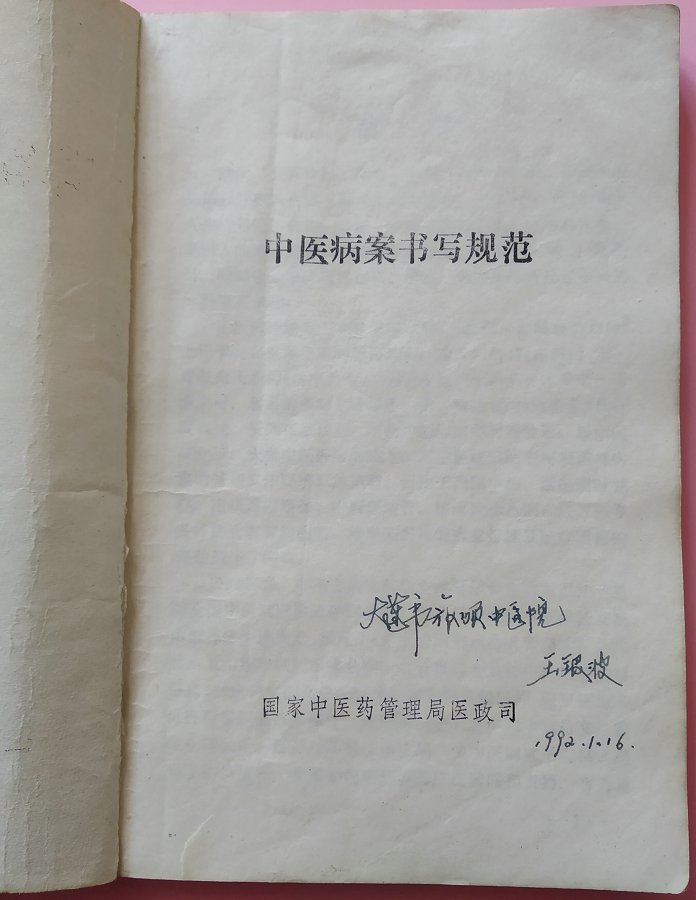 中医病案书写规范
大连市旅顺中医院
王银波
国家中医药管理局医政司
1992.1.16.